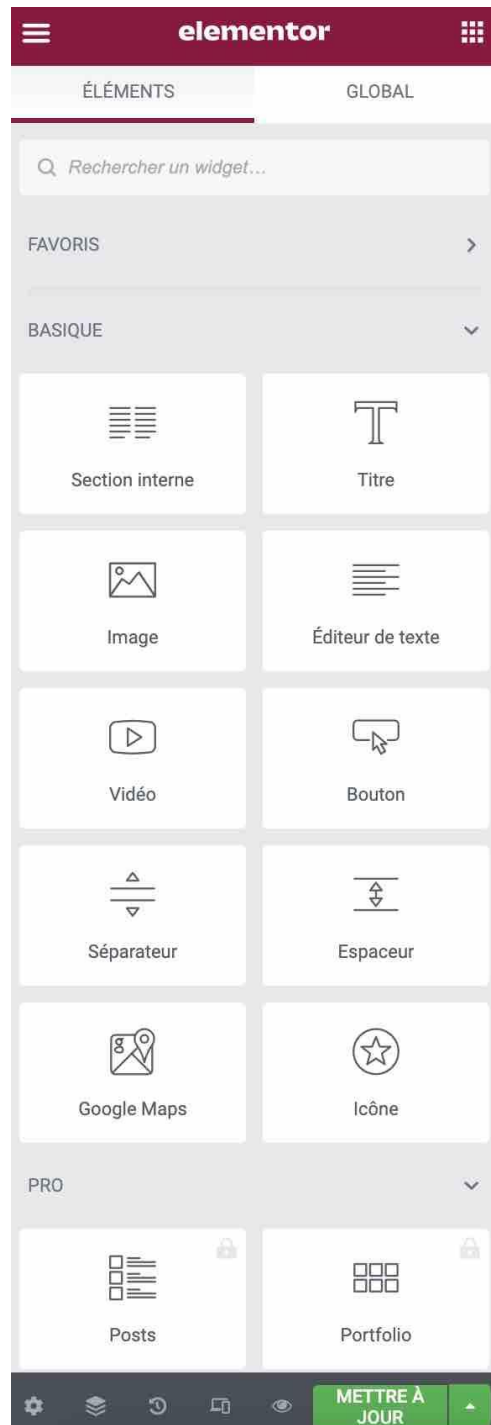 elementor
ÉLÉMENTS GLOBAL
Rechercher un widget...
FAVORIS
BASIQUE
Section interne Titre
Image Éditeur de texte
Vidéo Bouton
Séparateur Espaceur
Google Maps Icône
PRO
Posts Portfolio
METTRE À
JOUR